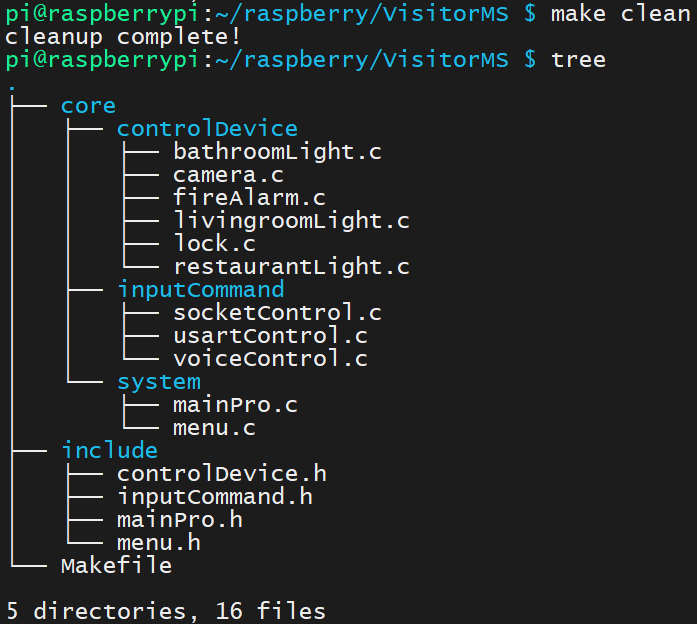 pi@raspberrypi:~/raspberry/VisitorMS $ make clean
cleanup complete!
pi@raspberrypi:~/raspberry/VisitorMS $ tree
.
├── core
│   ├── controlDevice
│   │   ├── bathroomLight.c
│   │   ├── camera.c
│   │   ├── fireAlarm.c
│   │   ├── livingroomLight.c
│   │   ├── lock.c
│   │   └── restaurantLight.c
│   ├── inputCommand
│   │   ├── socketControl.c
│   │   ├── usartControl.c
│   │   └── voiceControl.c
│   └── system
│       ├── mainPro.c
│       └── menu.c
├── include
│   ├── controlDevice.h
│   ├── inputCommand.h
│   ├── mainPro.h
│   └── menu.h
└── Makefile

5 directories, 16 files